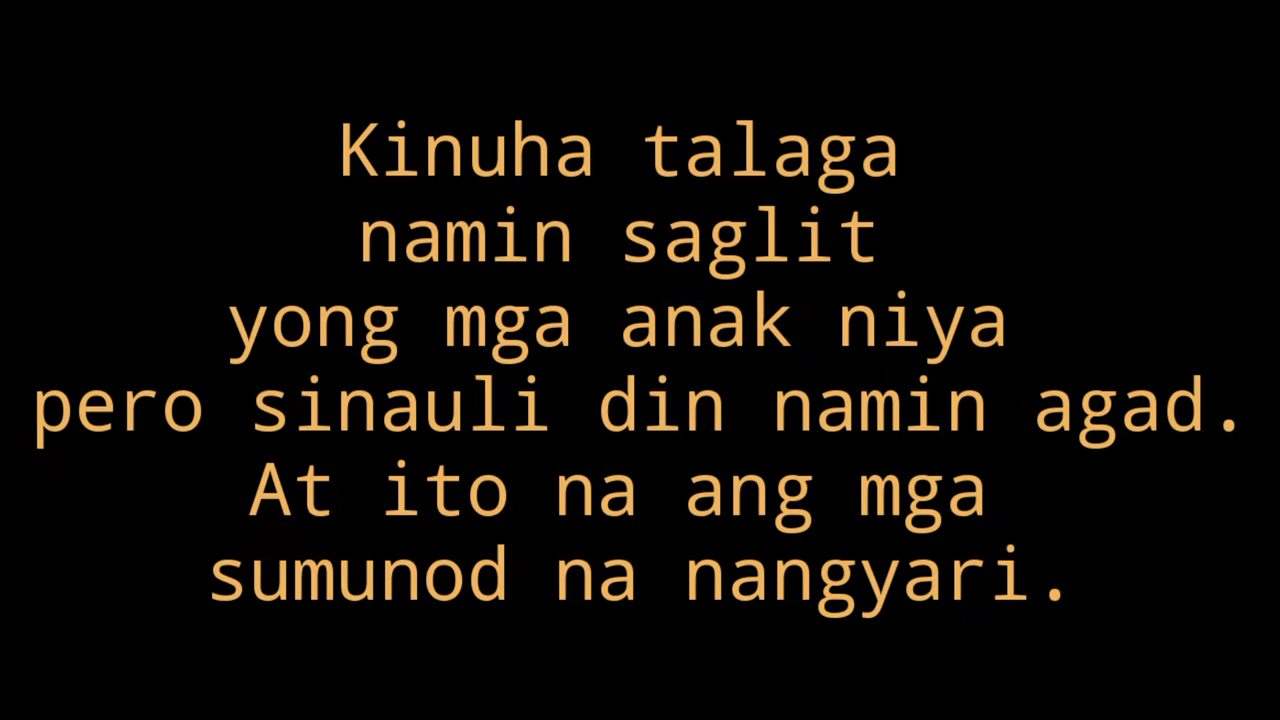 Kinuha talaga
namin saglit
yong mga anak niya
pero sinauli din namin agad.
At ito na ang mga
sumunod na nangyari.